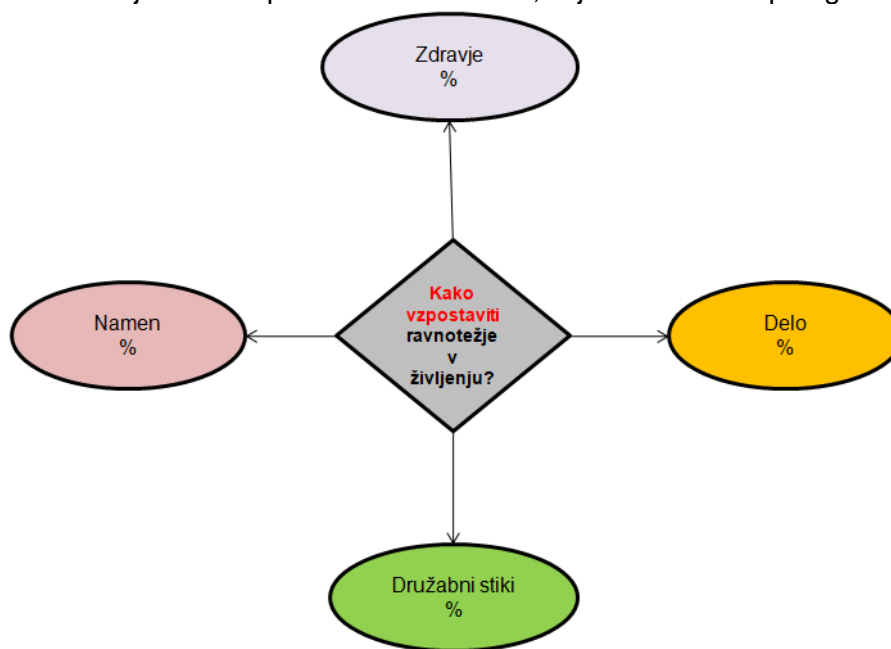 Zdravje
%
Kako
vzpostaviti
ravnotežje
v
življenju?
Namen
%
Delo
%
Družabni stiki
%